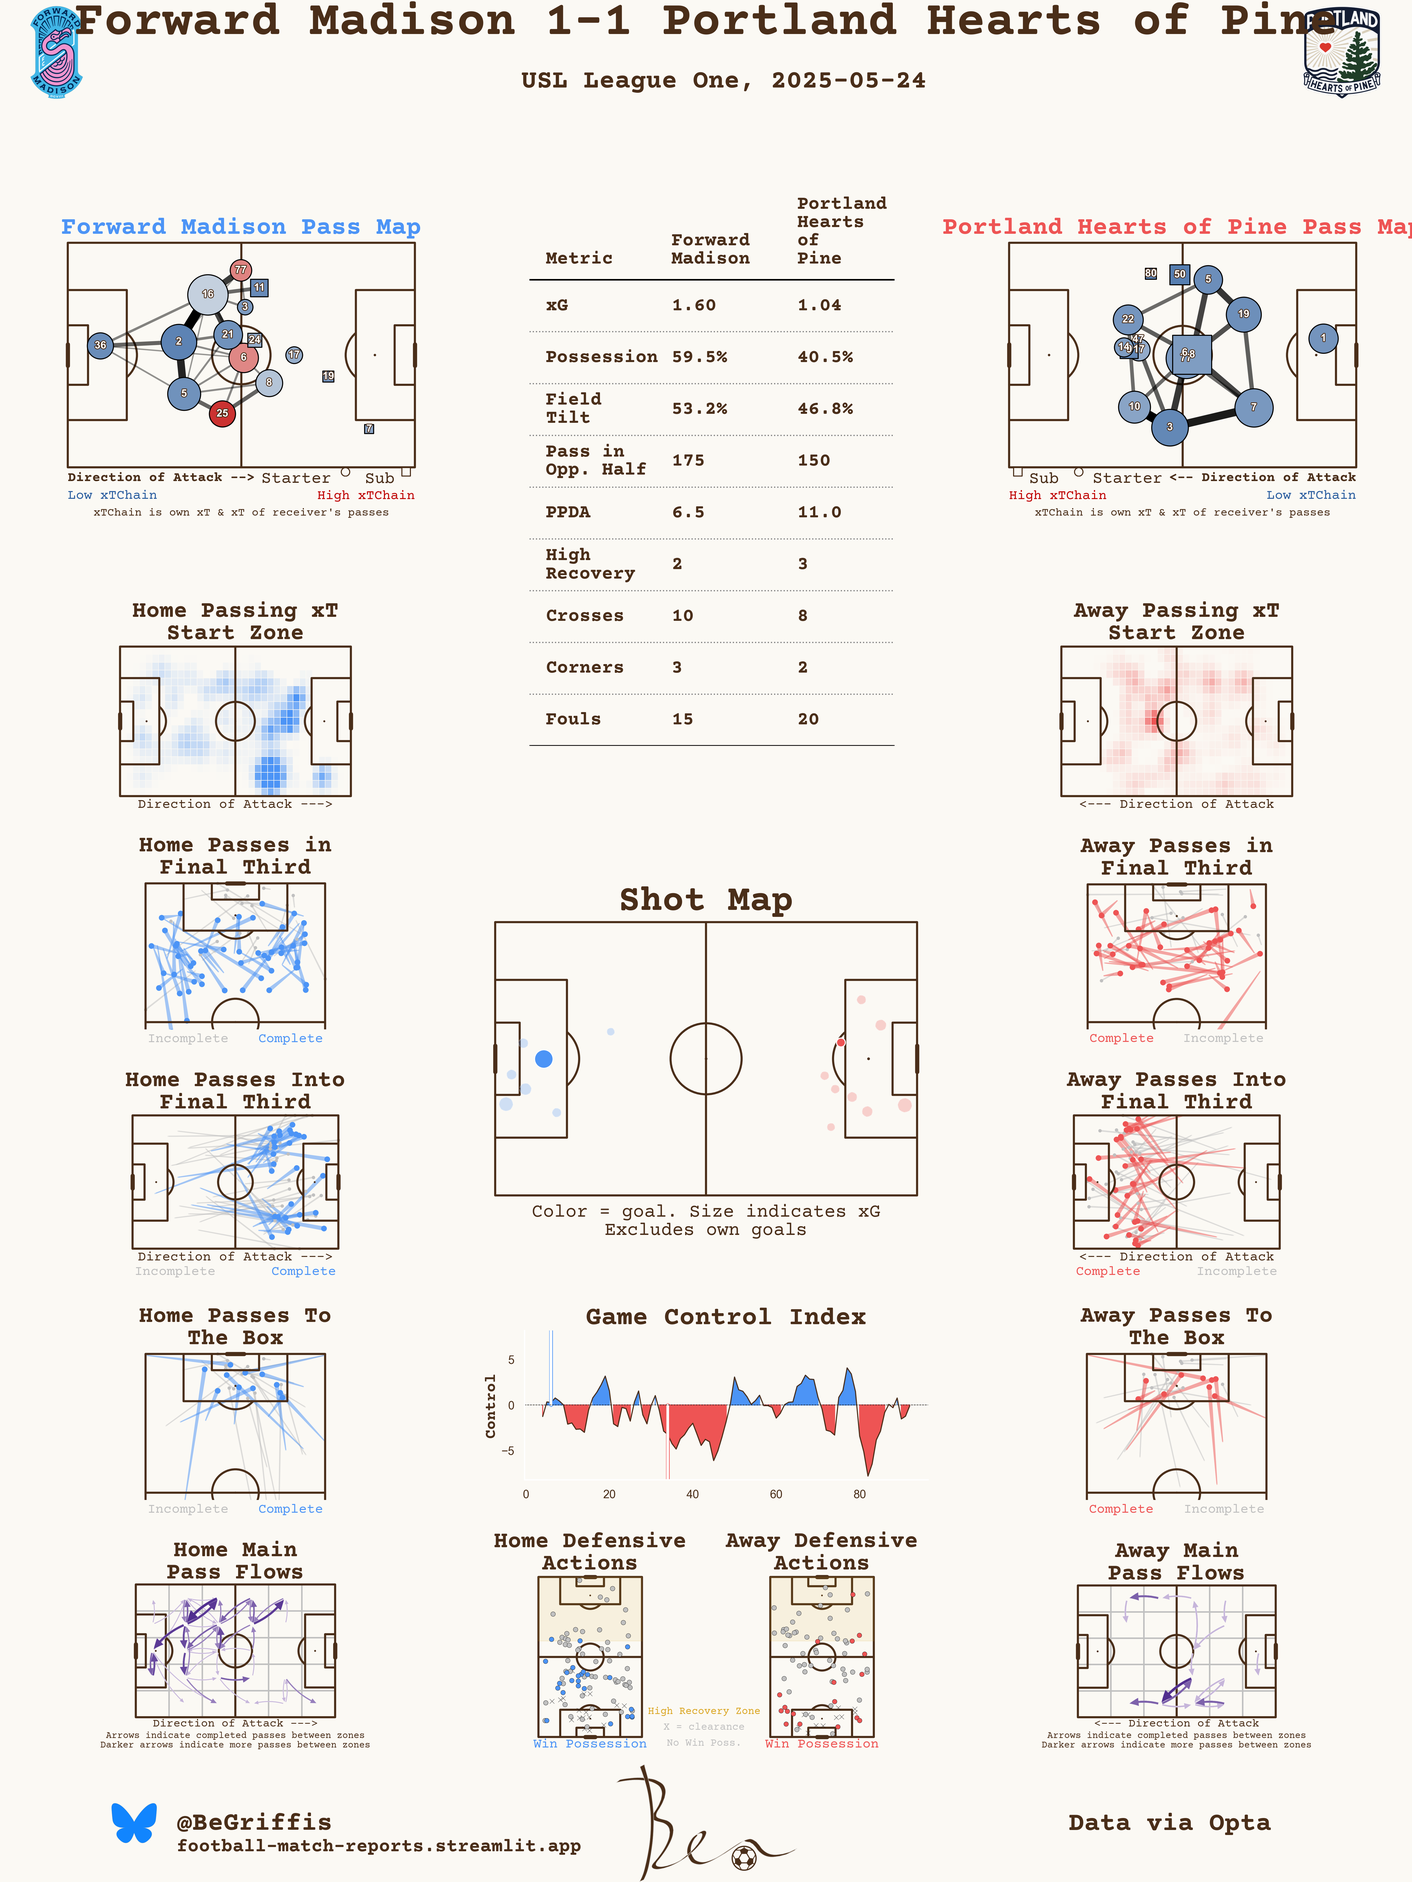 Forward Madison 1-1 Portland Hearts of Pine
FORWARD
MADISON
PORTLAND
HEARTS OF PINE
USL League One, 2025-05-24
Forward Madison Pass Map
77
11
16
3
21
24
2
36
6
17
19
8
5
25
7
Direction of Attack --> Starter Sub
Low xTChain High xTChain
xTChain is own xT & xT of receiver's passes
Metric Forward Madison Portland Hearts of Pine
xG 1.60 1.04
Possession 59.5% 40.5%
Field Tilt 53.2% 46.8%
Pass in Opp. Half 175 150
PPDA 6.5 11.0
High Recovery 2 3
Crosses 10 8
Corners 3 2
Fouls 15 20
Portland Hearts of Pine Pass Map
80
50
5
19
22
1
47
14
17
10
7
3
Sub Starter <-- Direction of Attack
High xTChain Low xTChain
xTChain is own xT & xT of receiver's passes
Home Passing xT
Start Zone
Direction of Attack --->
Away Passing xT
Start Zone
<--- Direction of Attack
Home Passes in
Final Third
Incomplete Complete
Away Passes in
Final Third
Complete Incomplete
Shot Map
Color = goal. Size indicates xG
Excludes own goals
Home Passes Into
Final Third
Direction of Attack --->
Incomplete Complete
Away Passes Into
Final Third
<--- Direction of Attack
Complete Incomplete
Home Passes To
The Box
Incomplete Complete
Game Control Index
Control
5
0
−5
0 20 40 60 80
Away Passes To
The Box
Complete Incomplete
Home Main
Pass Flows
Direction of Attack --->
Arrows indicate completed passes between zones
Darker arrows indicate more passes between zones
Home Defensive
Actions
Win Possession
High Recovery Zone
X = clearance
No Win Poss.
Away Defensive
Actions
Win Possession
Away Main
Pass Flows
<--- Direction of Attack
Arrows indicate completed passes between zones
Darker arrows indicate more passes between zones
@BeGriffis
football-match-reports.streamlit.app
Ben
Data via Opta